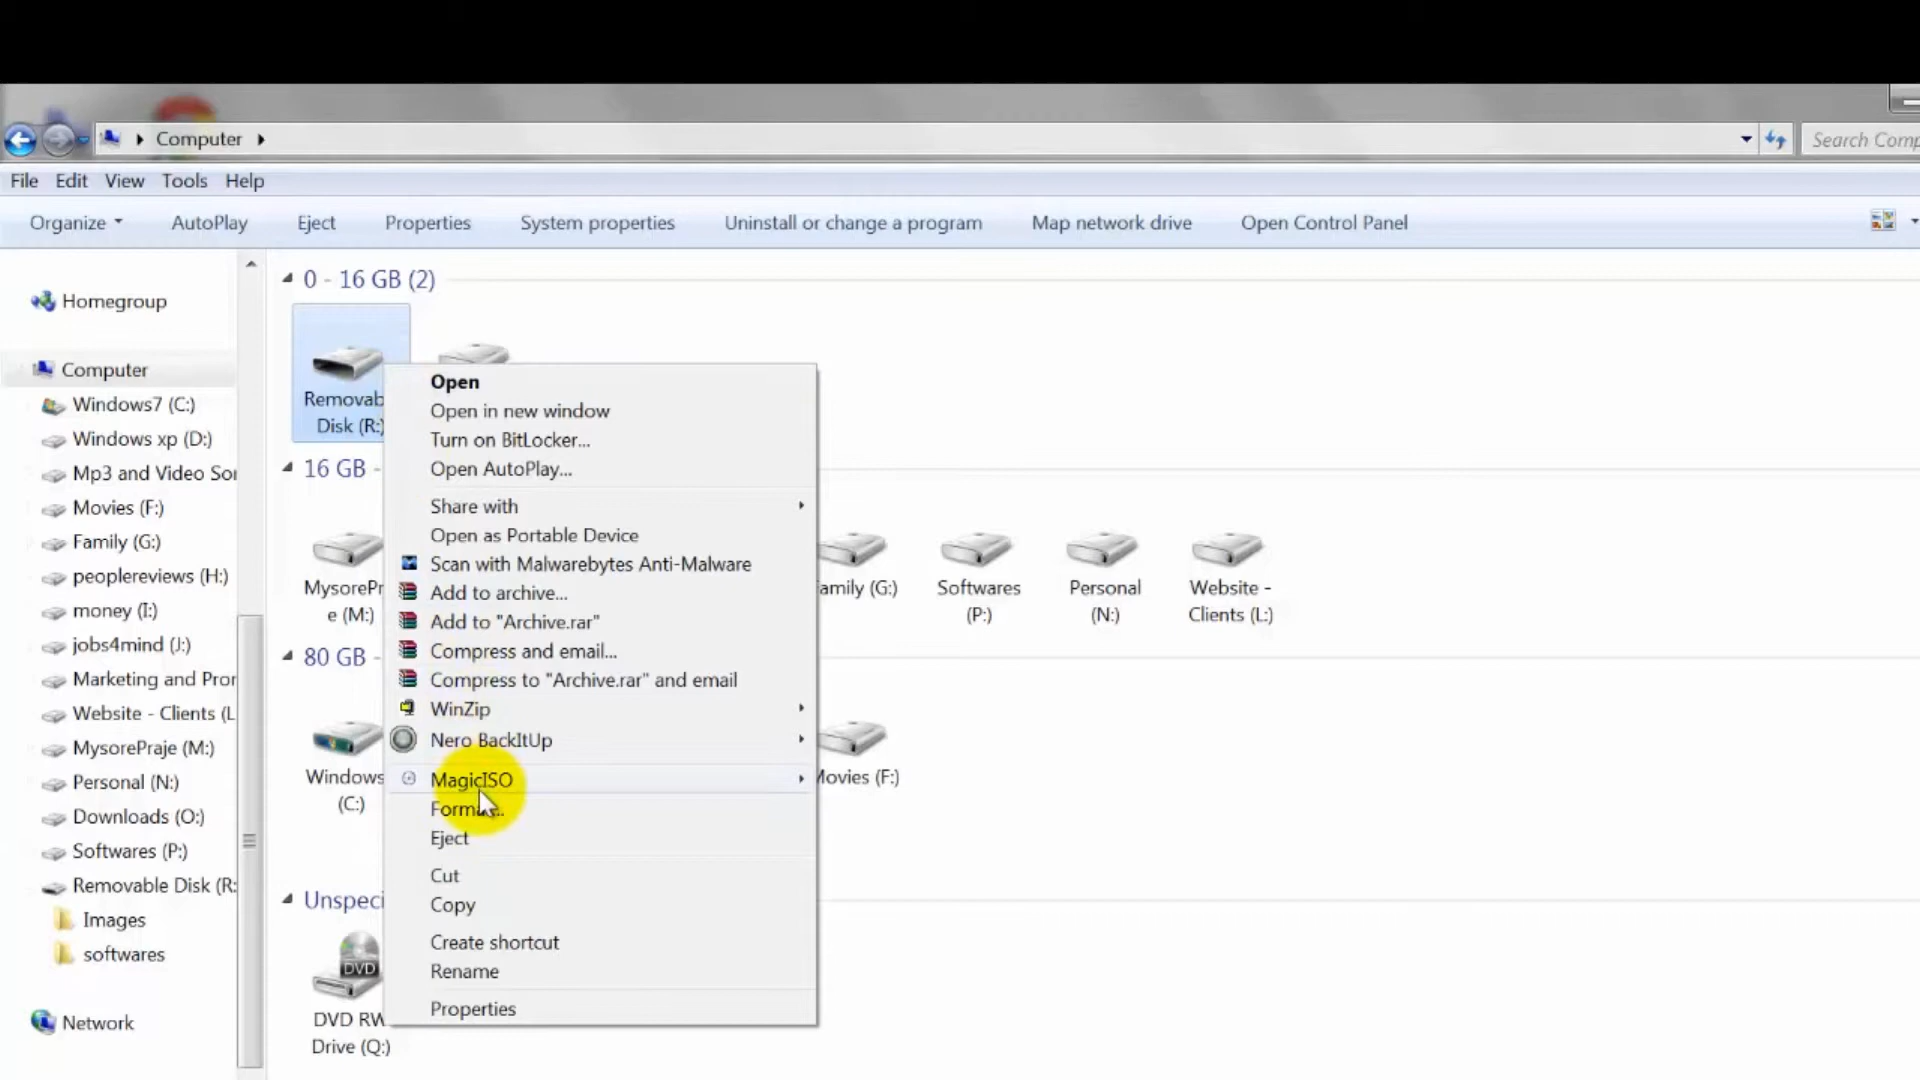 Computer
Search Comp
File Edit View Tools Help
Organize AutoPlay Eject Properties System properties Uninstall or change a program Map network drive Open Control Panel
Homegroup
Computer
Windows7 (C:)
Windows xp (D:)
Mp3 and Video Sor
Movies (F:)
Family (G:)
peoplereviews (H:)
money (I:)
jobs4mind (J:)
Marketing and Pror
Website - Clients (L
MysorePraje (M:)
Personal (N:)
Downloads (O:)
Softwares (P:)
Removable Disk (R:
Images
softwares
Network
0 - 16 GB (2)
Removab
Disk (R:)
16 GB -
MysorePr
e (M:)
Family (G:)
Softwares
(P:)
Personal
(N:)
Website -
Clients (L:)
80 GB -
Windows
(C:)
Movies (F:)
Unspeci
DVD
DVD RW
Drive (Q:)
Open
Open in new window
Turn on BitLocker...
Open AutoPlay...
Share with
Open as Portable Device
Scan with Malwarebytes Anti-Malware
Add to archive...
Add to "Archive.rar"
Compress and email...
Compress to "Archive.rar" and email
WinZip
Nero BackItUp
MagicISO
Format...
Eject
Cut
Copy
Create shortcut
Rename
Properties